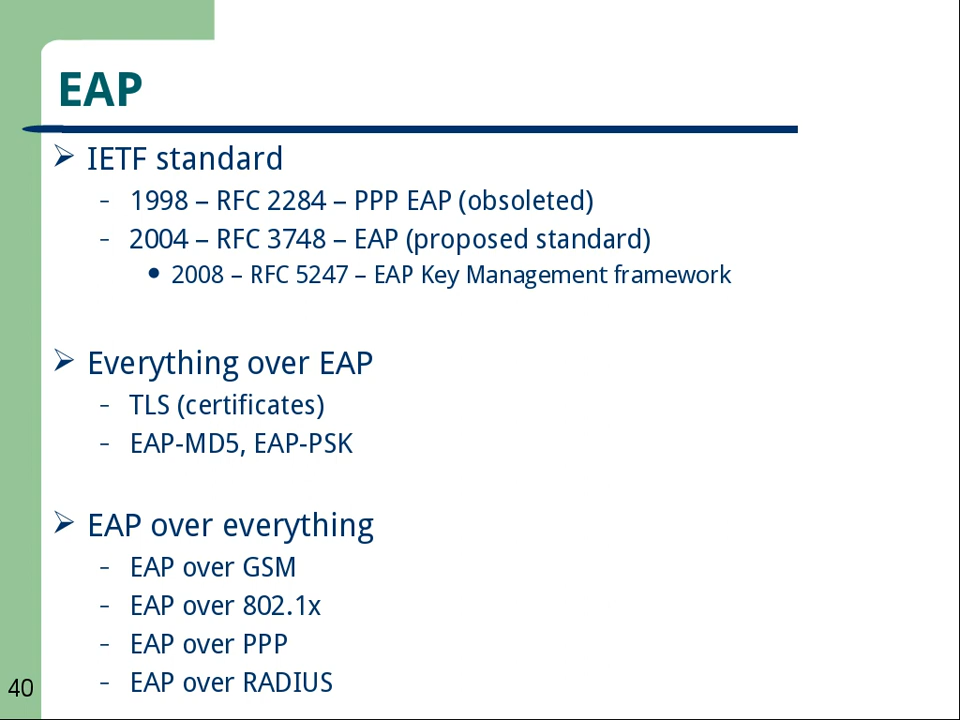 EAP
IETF standard
1998 – RFC 2284 – PPP EAP (obsoleted)
2004 – RFC 3748 – EAP (proposed standard)
2008 – RFC 5247 – EAP Key Management framework
Everything over EAP
TLS (certificates)
EAP-MD5, EAP-PSK
EAP over everything
EAP over GSM
EAP over 802.1x
EAP over PPP
EAP over RADIUS
40